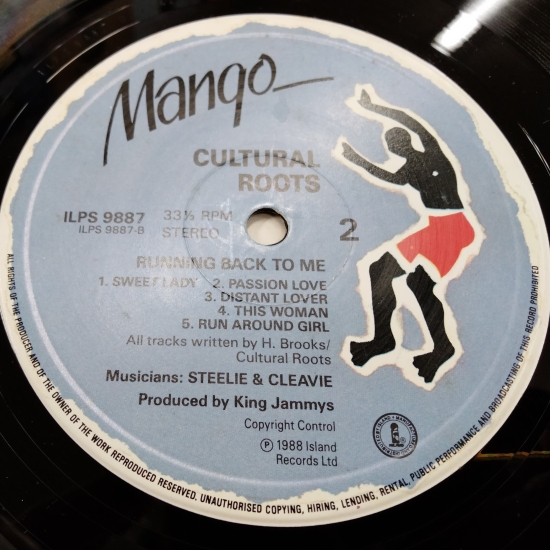 Mango
CULTURAL
ROOTS
ILPS 9887 33⅓ RPM
ILPS 9887-B STEREO
2
RUNNING BACK TO ME
1. SWEET LADY 2. PASSION LOVE
3. DISTANT LOVER
4. THIS WOMAN
5. RUN AROUND GIRL
All tracks written by H. Brooks/
Cultural Roots
Musicians: STEELIE & CLEAVIE
Produced by King Jammys
Copyright Control
℗ 1988 Island
Records Ltd
ALL RIGHTS OF THE PRODUCER AND OF THE OWNER OF THE WORK REPRODUCED RESERVED. UNAUTHORISED COPYING, HIRING, LENDING, RENTAL, PUBLIC PERFORMANCE AND BROADCASTING OF THIS RECORD PROHIBITED